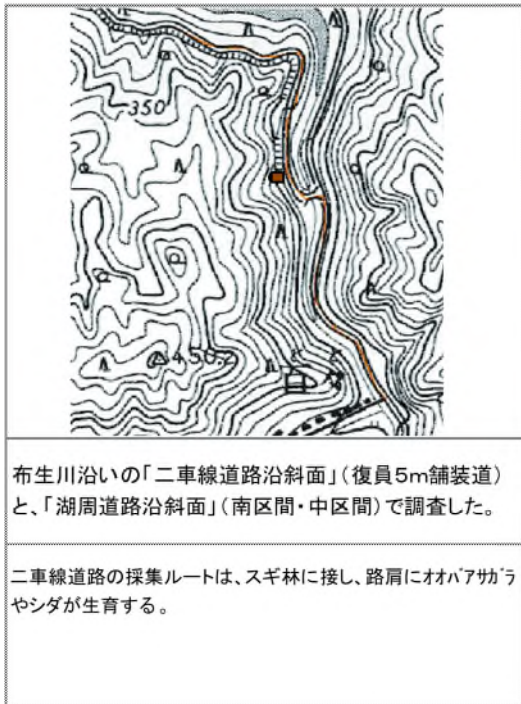 350
450.2
布生川沿いの「二車線道路沿斜面」(復員5m舗装道)
と、「湖周道路沿斜面」(南区間・中区間)で調査した。
二車線道路の採集ルートは、スギ林に接し、路肩にオオバアサガラ
やシダが生育する。